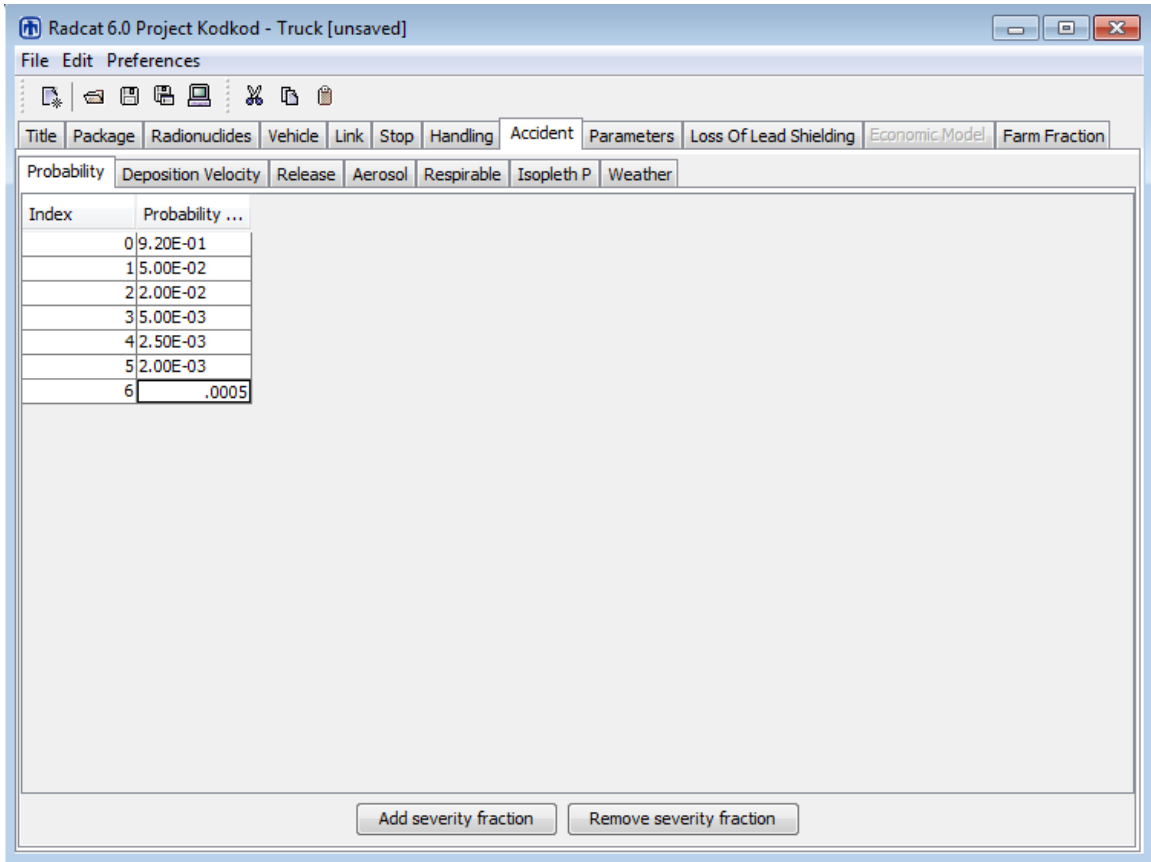 Radcat 6.0 Project Kodkod - Truck [unsaved]
File Edit Preferences
Title Package Radionuclides Vehicle Link Stop Handling Accident Parameters Loss Of Lead Shielding Economic Model Farm Fraction
Probability Deposition Velocity Release Aerosol Respirable Isopleth P Weather
Index Probability ...
0 9.20E-01
1 5.00E-02
2 2.00E-02
3 5.00E-03
4 2.50E-03
5 2.00E-03
6 .0005
Add severity fraction Remove severity fraction